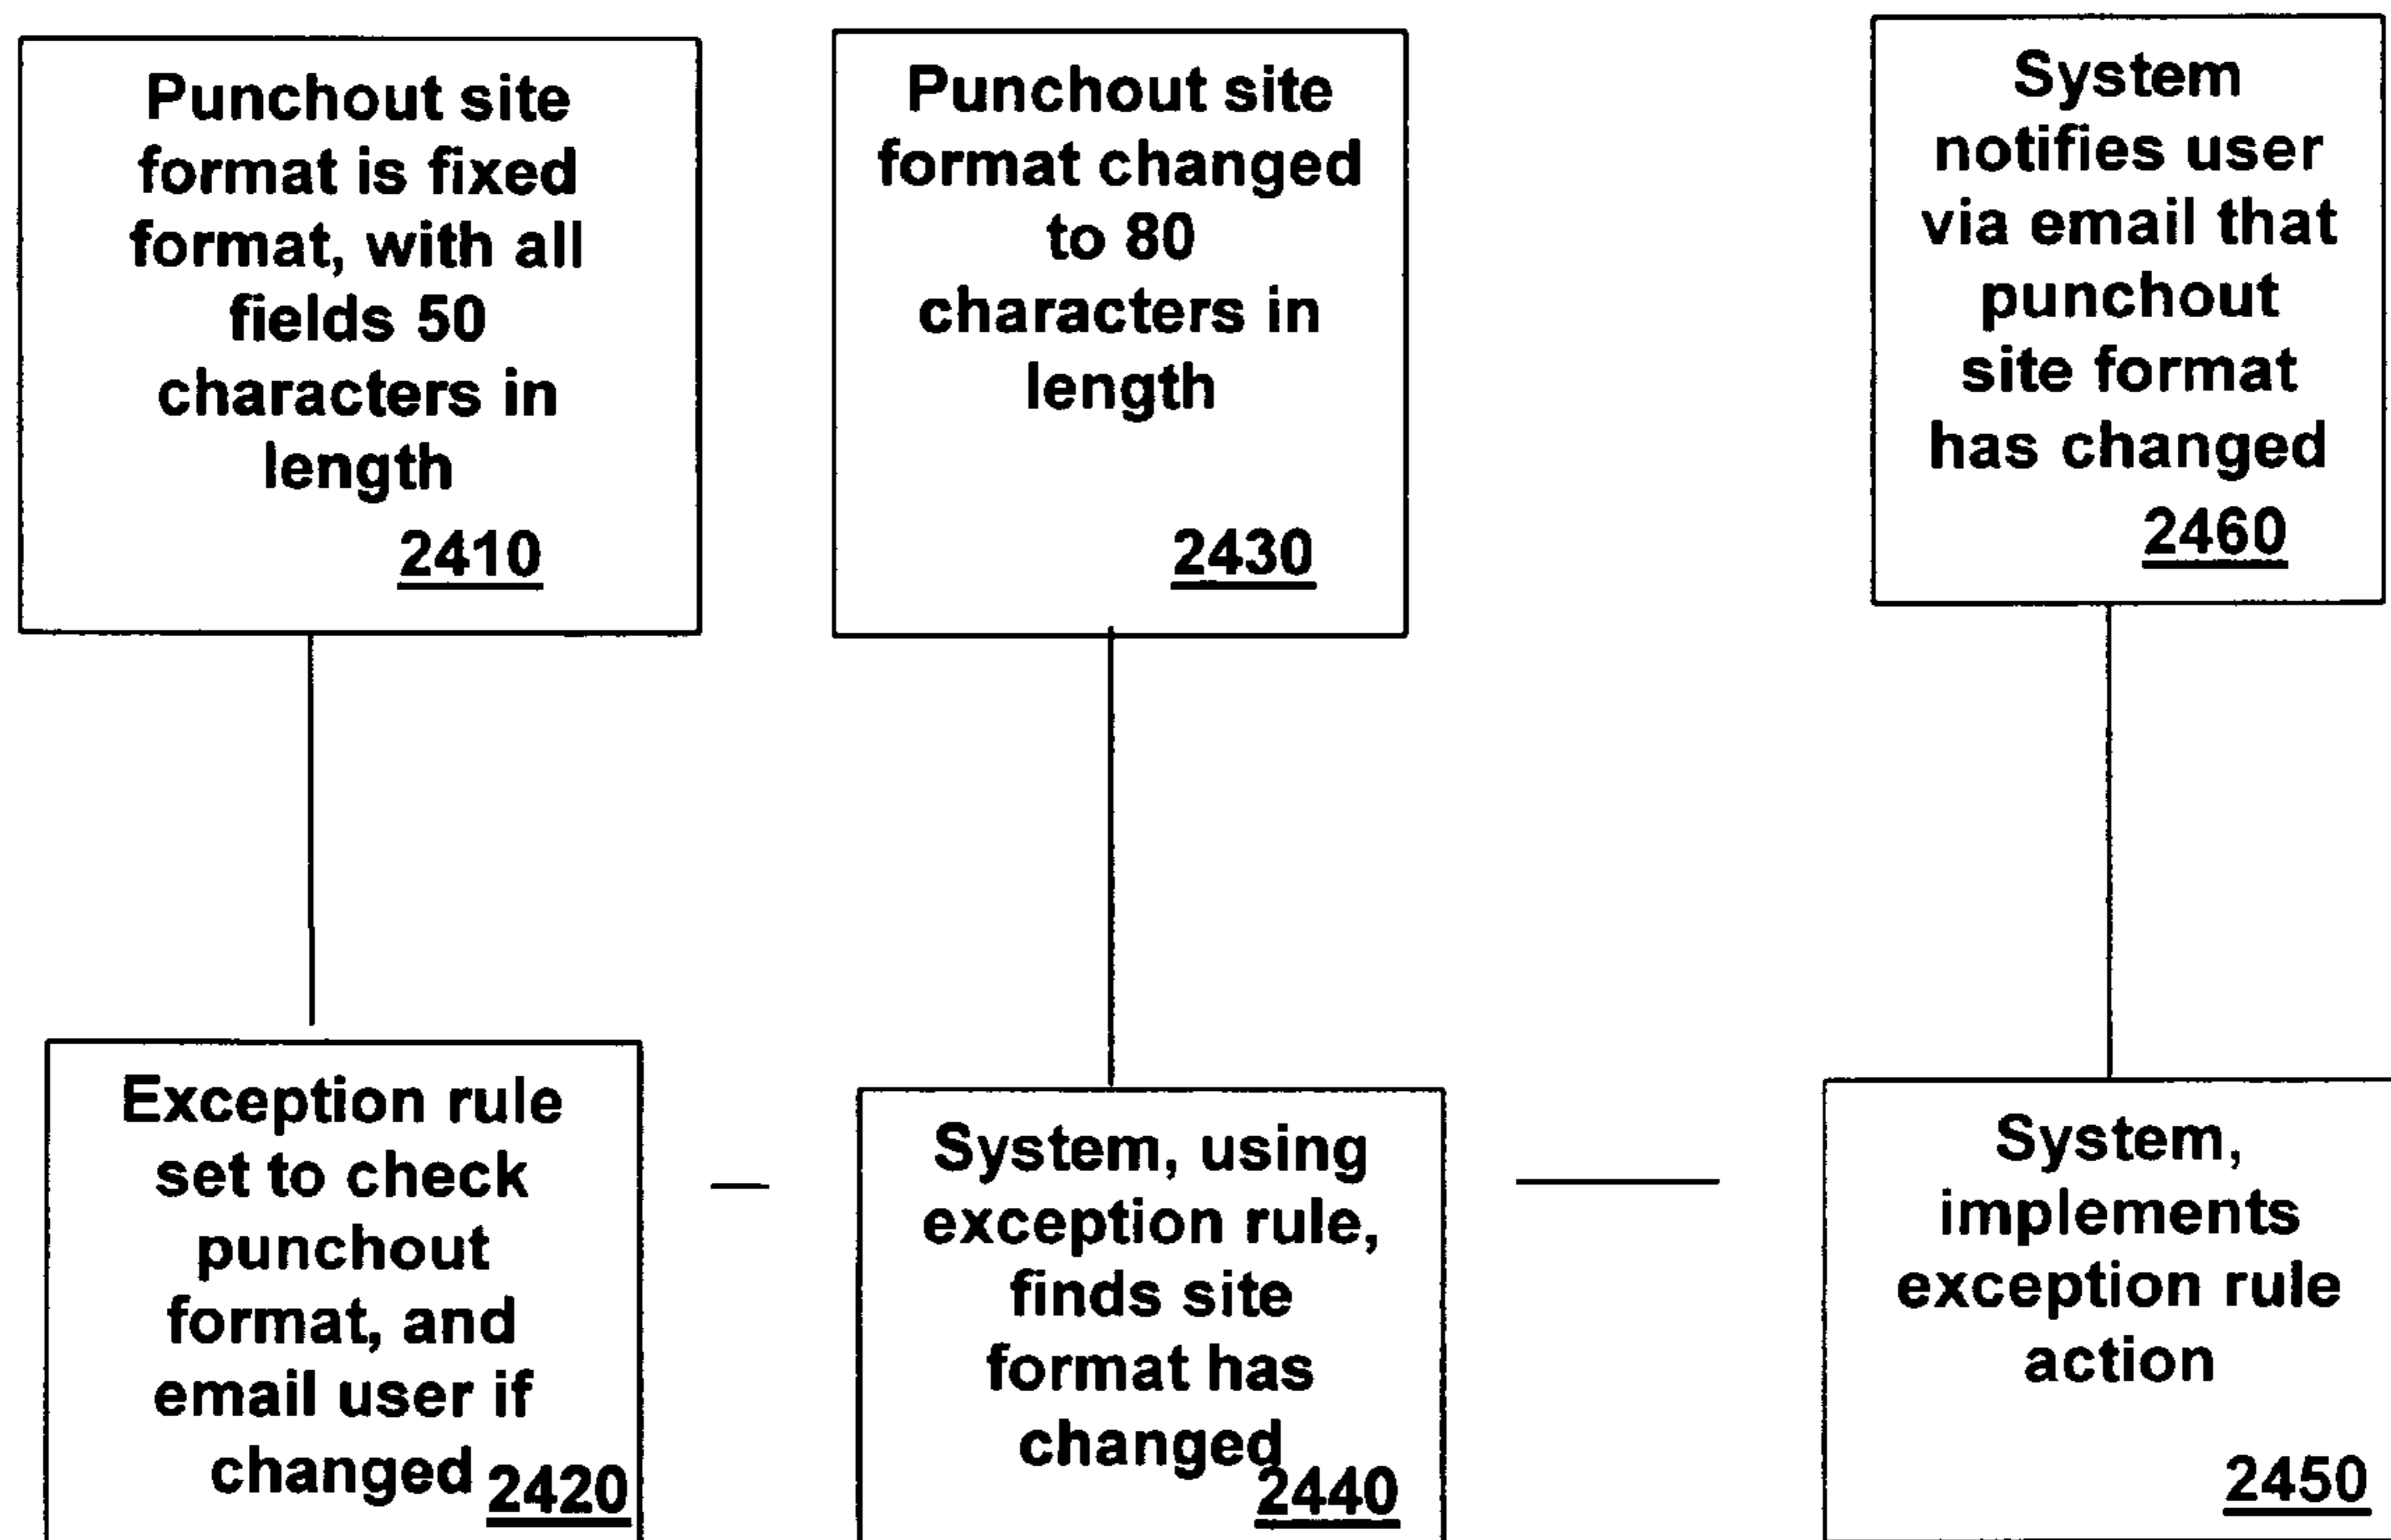 Punchout site
format is fixed
format, with all
fields 50
characters in
length
2410
Punchout site
format changed
to 80
characters in
length
2430
System
notifies user
via email that
punchout
site format
has changed
2460
Exception rule
set to check
punchout
format, and
email user if
changed 2420
System, using
exception rule,
finds site
format has
changed
2440
System,
implements
exception rule
action
2450